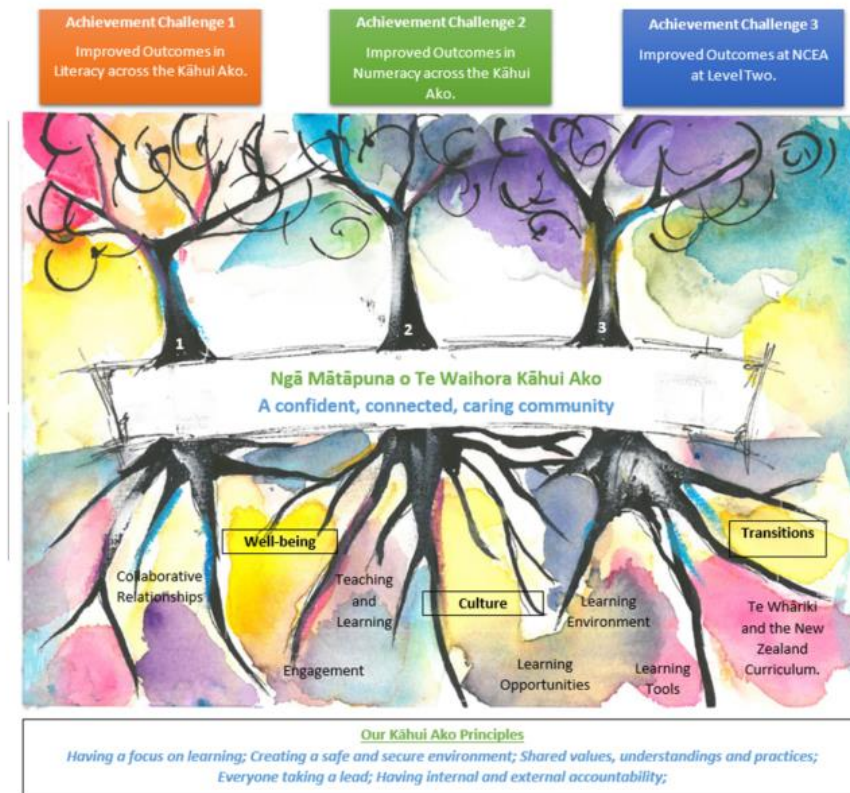 Achievement Challenge 1
Improved Outcomes in
Literacy across the Kāhui Ako.
Achievement Challenge 2
Improved Outcomes in
Numeracy across the Kāhui
Ako.
Achievement Challenge 3
Improved Outcomes at NCEA
at Level Two.
1
2
3
Ngā Mātāpuna o Te Waihora Kāhui Ako
A confident, connected, caring community
Well-being
Transitions
Collaborative
Relationships
Teaching
and
Learning
Culture
Learning
Environment
Te Whāriki
and the New
Zealand
Curriculum.
Engagement
Learning
Opportunities
Learning
Tools
Our Kāhui Ako Principles
Having a focus on learning; Creating a safe and secure environment; Shared values, understandings and practices;
Everyone taking a lead; Having internal and external accountability;